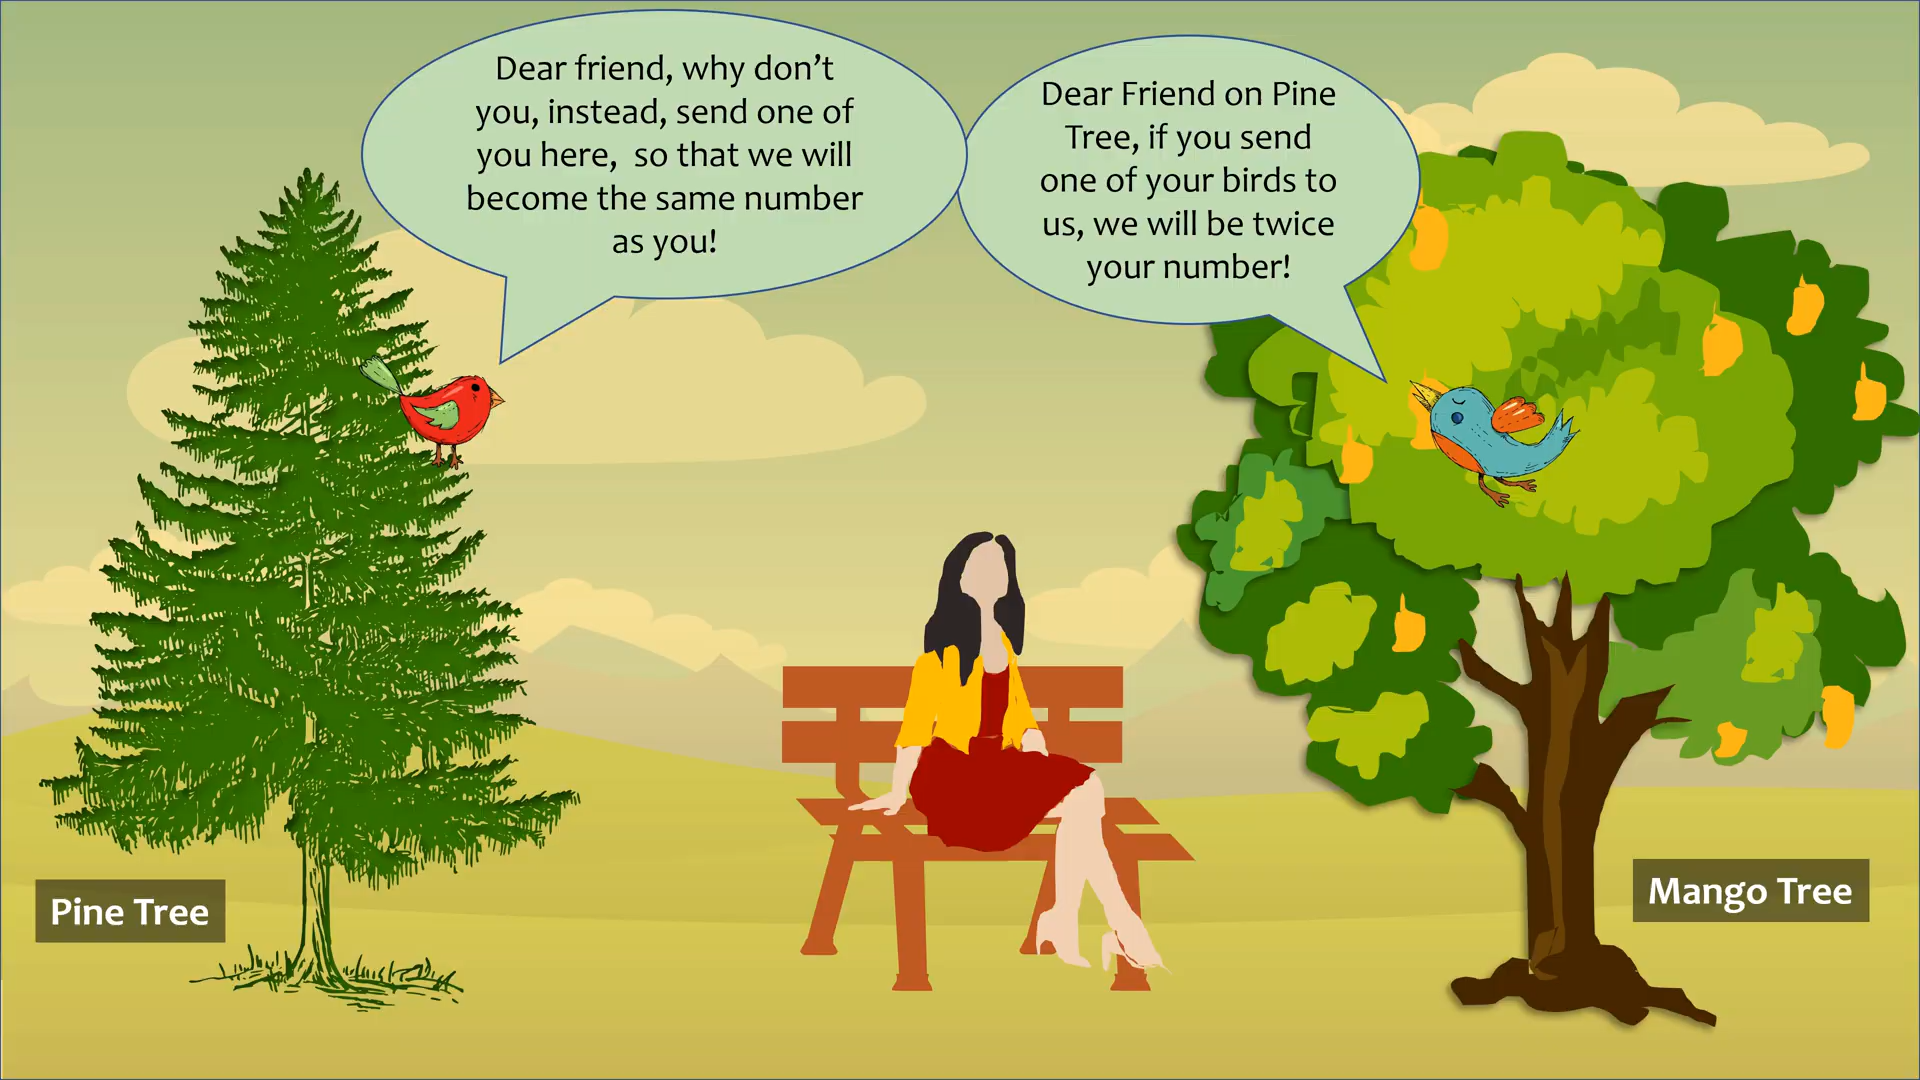 Dear friend, why don’t
you, instead, send one of
you here,  so that we will
become the same number
as you!
Dear Friend on Pine
Tree, if you send
one of your birds to
us, we will be twice
your number!
Pine Tree
Mango Tree